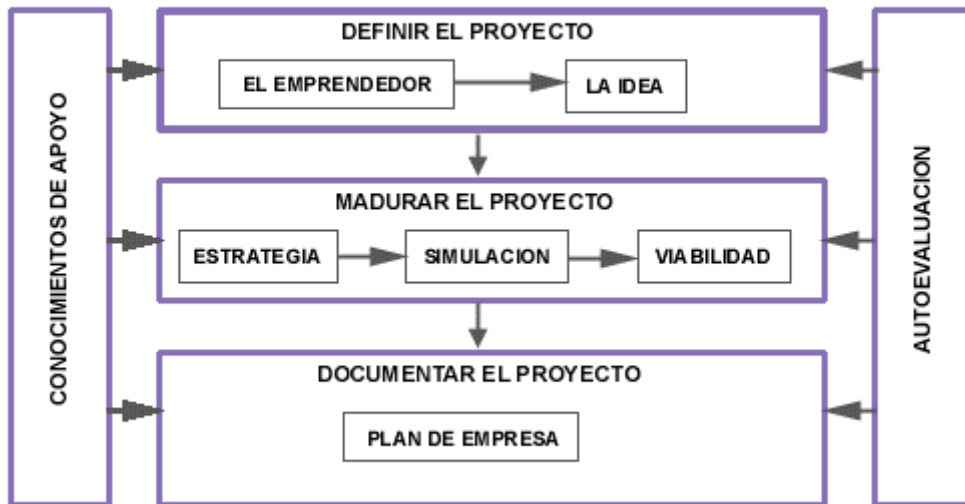 CONOCIMIENTOS DE APOYO
DEFINIR EL PROYECTO
EL EMPRENDEDOR
LA IDEA
MADURAR EL PROYECTO
ESTRATEGIA
SIMULACION
VIABILIDAD
DOCUMENTAR EL PROYECTO
PLAN DE EMPRESA
AUTOEVALUACION